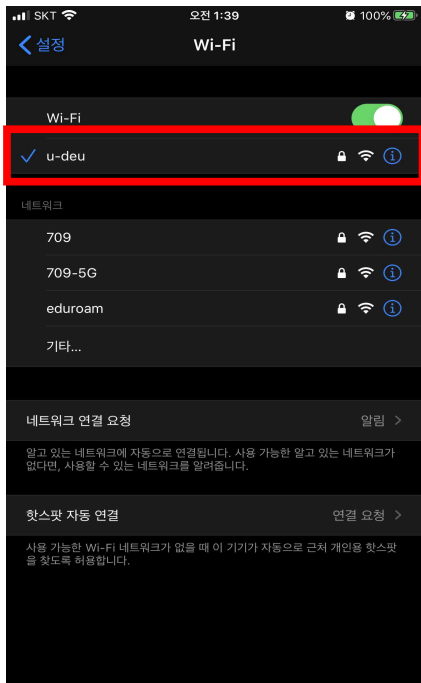 SKT 오전 1:39 100%
설정 Wi-Fi
Wi-Fi
u-deu
네트워크
709
709-5G
eduroam
기타...
네트워크 연결 요청 알림
알고 있는 네트워크에 자동으로 연결됩니다. 사용 가능한 알고 있는 네트워크가
없다면, 사용할 수 있는 네트워크를 알려줍니다.
핫스팟 자동 연결 연결 요청
사용 가능한 Wi-Fi 네트워크가 없을 때 이 기기가 자동으로 근처 개인용 핫스팟
을 찾도록 허용합니다.